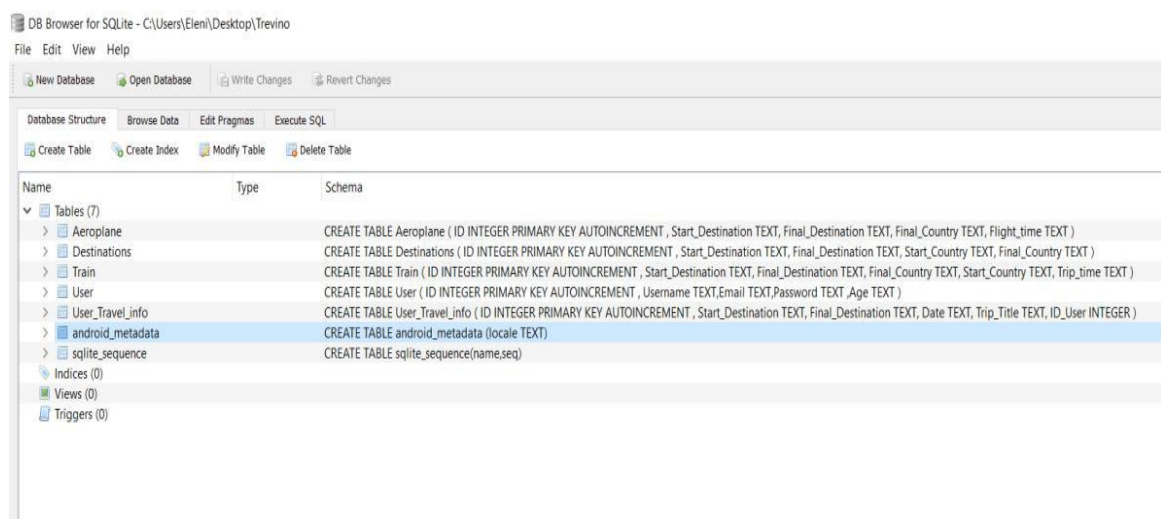 DB Browser for SQLite - C:\Users\Eleni\Desktop\Trevino
File Edit View Help
New Database Open Database Write Changes Revert Changes
Database Structure Browse Data Edit Pragmas Execute SQL
Create Table Create Index Modify Table Delete Table
Name Type Schema
Tables (7)
Aeroplane CREATE TABLE Aeroplane ( ID INTEGER PRIMARY KEY AUTOINCREMENT , Start_Destination TEXT, Final_Destination TEXT, Final_Country TEXT, Flight_time TEXT )
Destinations CREATE TABLE Destinations ( ID INTEGER PRIMARY KEY AUTOINCREMENT , Start_Destination TEXT, Final_Destination TEXT, Start_Country TEXT, Final_Country TEXT )
Train CREATE TABLE Train ( ID INTEGER PRIMARY KEY AUTOINCREMENT , Start_Destination TEXT, Final_Destination TEXT, Final_Country TEXT, Start_Country TEXT, Trip_time TEXT )
User CREATE TABLE User ( ID INTEGER PRIMARY KEY AUTOINCREMENT , Username TEXT,Email TEXT,Password TEXT ,Age TEXT )
User_Travel_info CREATE TABLE User_Travel_info ( ID INTEGER PRIMARY KEY AUTOINCREMENT , Start_Destination TEXT, Final_Destination TEXT, Date TEXT, Trip_Title TEXT, ID_User INTEGER )
android_metadata CREATE TABLE android_metadata (locale TEXT)
sqlite_sequence CREATE TABLE sqlite_sequence(name,seq)
Indices (0)
Views (0)
Triggers (0)